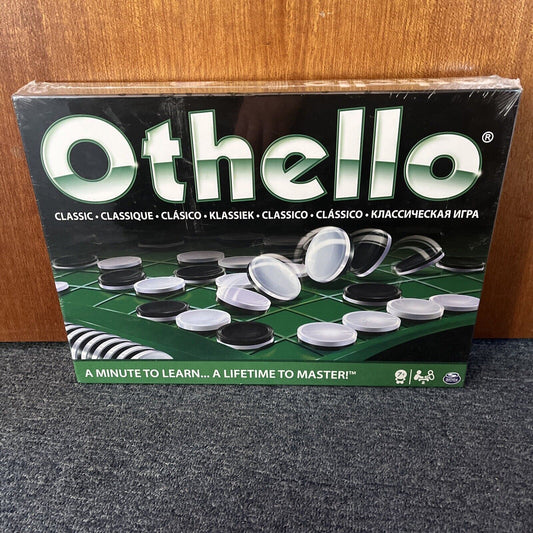 Othello®
CLASSIC • CLASSIQUE • CLÁSICO • KLASSIEK • CLASSICO • CLÁSSICO • КЛАССИЧЕСКАЯ ИГРА
A MINUTE TO LEARN... A LIFETIME TO MASTER!™